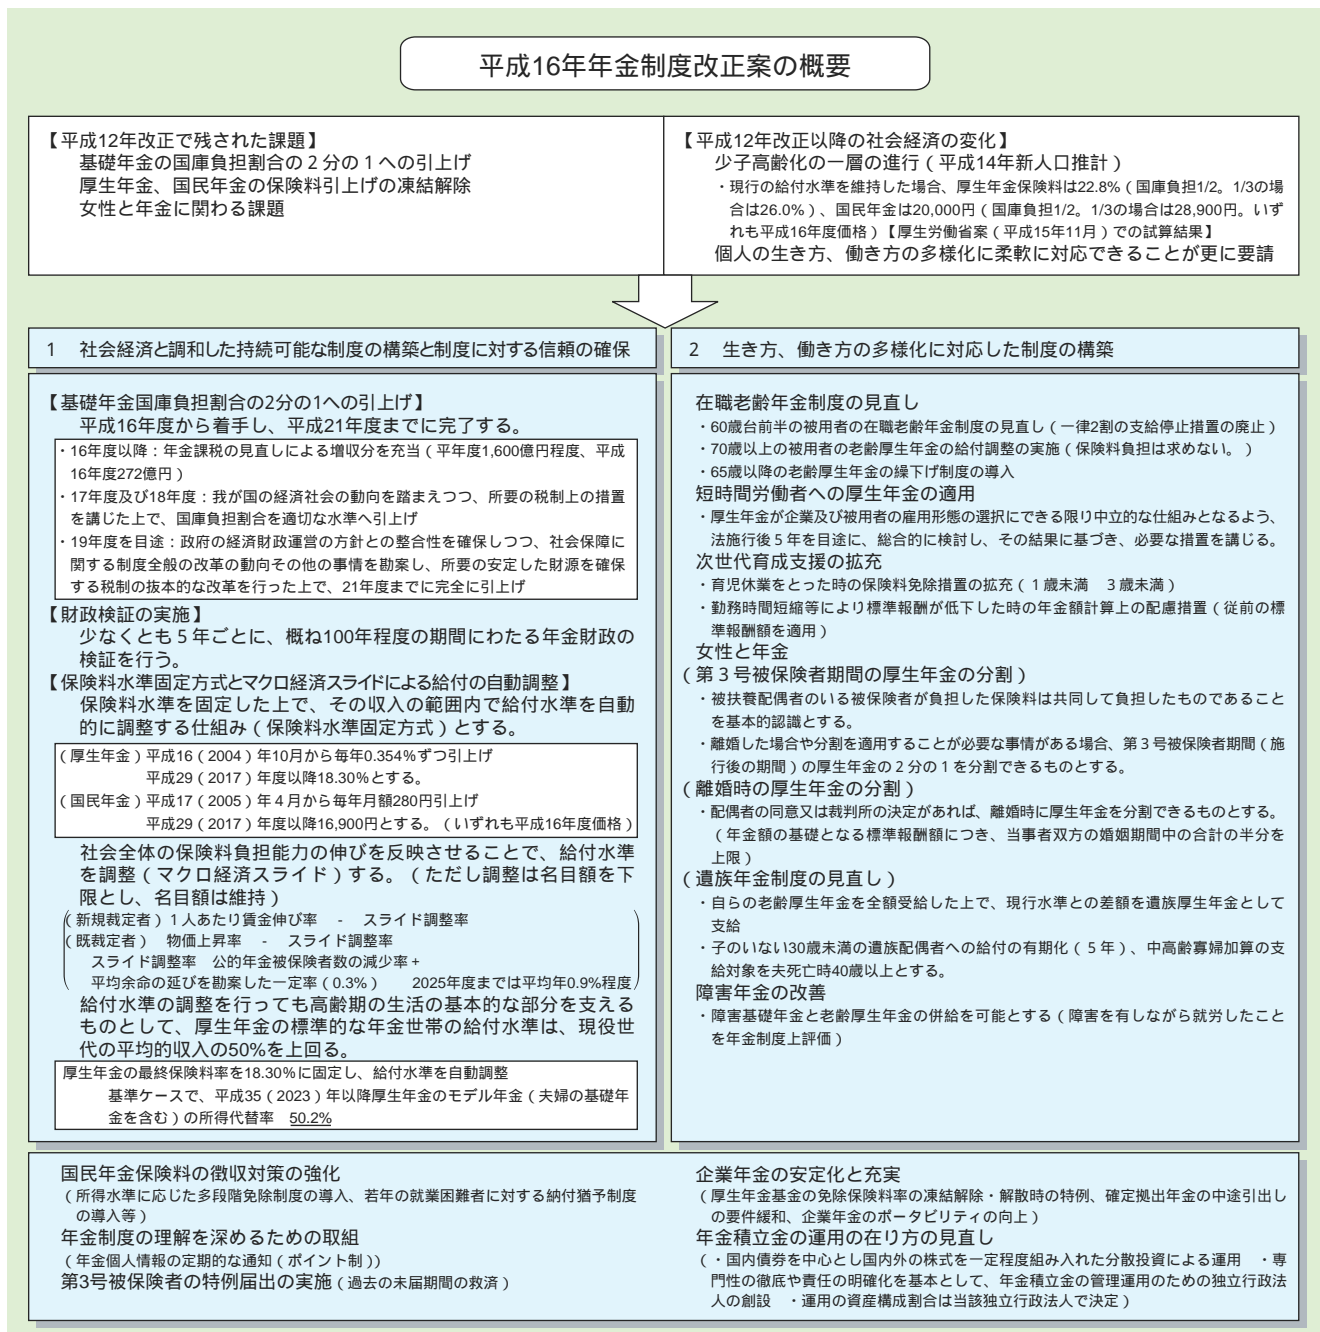 平成16年年金制度改正案の概要
【平成12年改正で残された課題】
基礎年金の国庫負担割合の2分の1への引上げ
厚生年金、国民年金の保険料引上げの凍結解除
女性と年金に関わる課題
【平成12年改正以降の社会経済の変化】
少子高齢化の一層の進行（平成14年新人口推計）
・現行の給付水準を維持した場合、厚生年金保険料は22.8%（国庫負担1/2。1/3の場
合は26.0%）、国民年金は20,000円（国庫負担1/2。1/3の場合は28,900円。いず
れも平成16年度価格）【厚生労働省案（平成15年11月）での試算結果】
個人の生き方、働き方の多様化に柔軟に対応できることが更に要請
1　社会経済と調和した持続可能な制度の構築と制度に対する信頼の確保
【基礎年金国庫負担割合の2分の1への引上げ】
平成16年度から着手し、平成21年度までに完了する。
・16年度以降：年金課税の見直しによる増収分を充当（平年度1,600億円程度、平成
16年度272億円）
・17年度及び18年度：我が国の経済社会の動向を踏まえつつ、所要の税制上の措置
を講じた上で、国庫負担割合を適切な水準へ引上げ
・19年度を目途：政府の経済財政運営の方針との整合性を確保しつつ、社会保障に
関する制度全般の改革の動向その他の事情を勘案し、所要の安定した財源を確保
する税制の抜本的な改革を行った上で、21年度までに完全に引上げ
【財政検証の実施】
少なくとも5年ごとに、概ね100年程度の期間にわたる年金財政の
検証を行う。
【保険料水準固定方式とマクロ経済スライドによる給付の自動調整】
保険料水準を固定した上で、その収入の範囲内で給付水準を自動
的に調整する仕組み（保険料水準固定方式）とする。
（厚生年金）平成16（2004）年10月から毎年0.354%ずつ引上げ
平成29（2017）年度以降18.30%とする。
（国民年金）平成17（2005）年4月から毎年月額280円引上げ
平成29（2017）年度以降16,900円とする。（いずれも平成16年度価格）
社会全体の保険料負担能力の伸びを反映させることで、給付水準
を調整（マクロ経済スライド）する。（ただし調整は名目額を下
限とし、名目額は維持）
（新規裁定者）1人あたり賃金伸び率　-　スライド調整率
（既裁定者）　物価上昇率　-　スライド調整率
スライド調整率　公的年金被保険者数の減少率＋
平均余命の延びを勘案した一定率（0.3%）　2025年度までは平均年0.9%程度
給付水準の調整を行っても高齢期の生活の基本的な部分を支える
ものとして、厚生年金の標準的な年金世帯の給付水準は、現役世
代の平均的収入の50%を上回る。
厚生年金の最終保険料率を18.30%に固定し、給付水準を自動調整
基準ケースで、平成35（2023）年以降厚生年金のモデル年金（夫婦の基礎年
金を含む）の所得代替率　50.2%
2　生き方、働き方の多様化に対応した制度の構築
在職老齢年金制度の見直し
・60歳台前半の被用者の在職老齢年金制度の見直し（一律2割の支給停止措置の廃止）
・70歳以上の被用者の老齢厚生年金の給付調整の実施（保険料負担は求めない。）
・65歳以降の老齢厚生年金の繰下げ制度の導入
短時間労働者への厚生年金の適用
・厚生年金が企業及び被用者の雇用形態の選択にできる限り中立的な仕組みとなるよう、
法施行後5年を目途に、総合的に検討し、その結果に基づき、必要な措置を講じる。
次世代育成支援の拡充
・育児休業をとった時の保険料免除措置の拡充（1歳未満　3歳未満）
・勤務時間短縮等により標準報酬が低下した時の年金額計算上の配慮措置（従前の標
準報酬額を適用）
女性と年金
（第3号被保険者期間の厚生年金の分割）
・被扶養配偶者のいる被保険者が負担した保険料は共同して負担したものであること
を基本的認識とする。
・離婚した場合や分割を適用することが必要な事情がある場合、第3号被保険者期間（施
行後の期間）の厚生年金の2分の1を分割できるものとする。
（離婚時の厚生年金の分割）
・配偶者の同意又は裁判所の決定があれば、離婚時に厚生年金を分割できるものとする。
（年金額の基礎となる標準報酬額につき、当事者双方の婚姻期間中の合計の半分を
上限）
（遺族年金制度の見直し）
・自らの老齢厚生年金を全額受給した上で、現行水準との差額を遺族厚生年金として
支給
・子のいない30歳未満の遺族配偶者への給付の有期化（5年）、中高齢寡婦加算の支
給対象を夫死亡時40歳以上とする。
障害年金の改善
・障害基礎年金と老齢厚生年金の併給を可能とする（障害を有しながら就労したこと
を年金制度上評価）
国民年金保険料の徴収対策の強化
（所得水準に応じた多段階免除制度の導入、若年の就業困難者に対する納付猶予制度
の導入等）
年金制度の理解を深めるための取組
（年金個人情報の定期的な通知（ポイント制））
第3号被保険者の特例届出の実施（過去の未届期間の救済）
企業年金の安定化と充実
（厚生年金基金の免除保険料率の凍結解除・解散時の特例、確定拠出年金の中途引出し
の要件緩和、企業年金のポータビリティの向上）
年金積立金の運用の在り方の見直し
（・国内債券を中心とし国内外の株式を一定程度組み入れた分散投資による運用　・専
門性の徹底や責任の明確化を基本として、年金積立金の管理運用のための独立行政法
人の創設　・運用の資産構成割合は当該独立行政法人で決定）